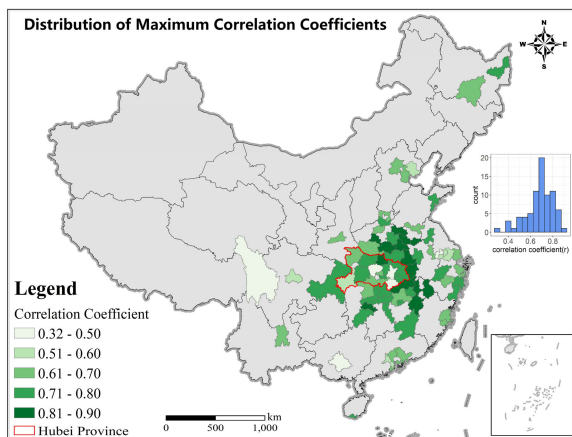 Distribution of Maximum Correlation Coefficients
N
W E
S
20
15
10
5
0
count
0.4 0.6 0.8
correlation coefficient(r)
Legend
Correlation Coefficient
0.32 - 0.50
0.51 - 0.60
0.61 - 0.70
0.71 - 0.80
0.81 - 0.90
Hubei Province
km
0 500 1,000